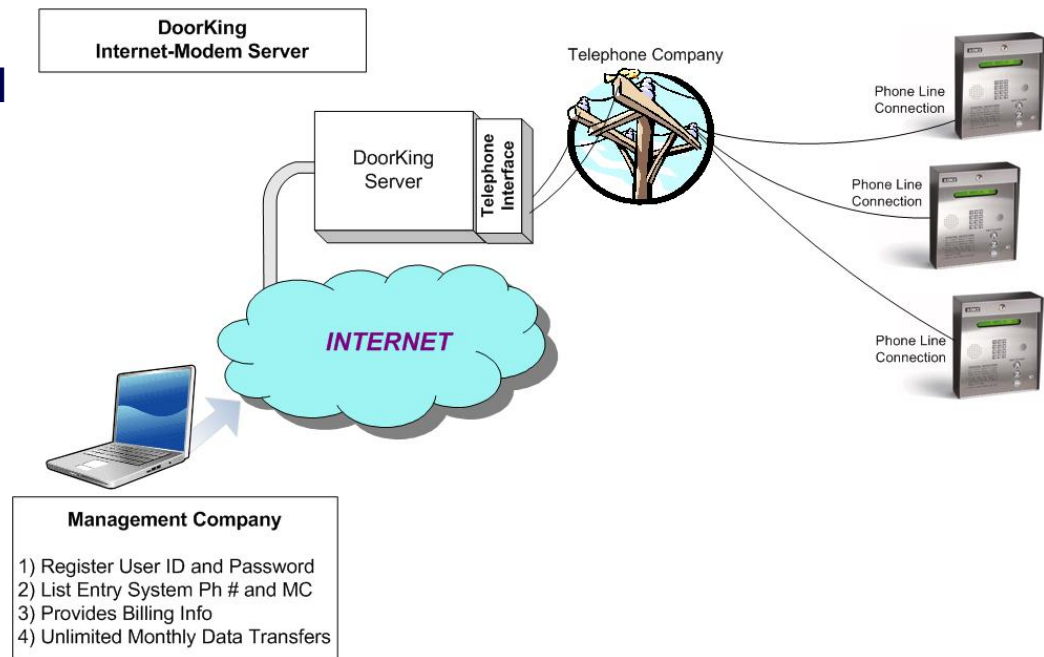 DoorKing
Internet-Modem Server
Telephone Company
Phone Line
Connection
DoorKing
Server
Telephone
Interface
Phone Line
Connection
INTERNET
Phone Line
Connection
Management Company
1) Register User ID and Password
2) List Entry System Ph # and MC
3) Provides Billing Info
4) Unlimited Monthly Data Transfers